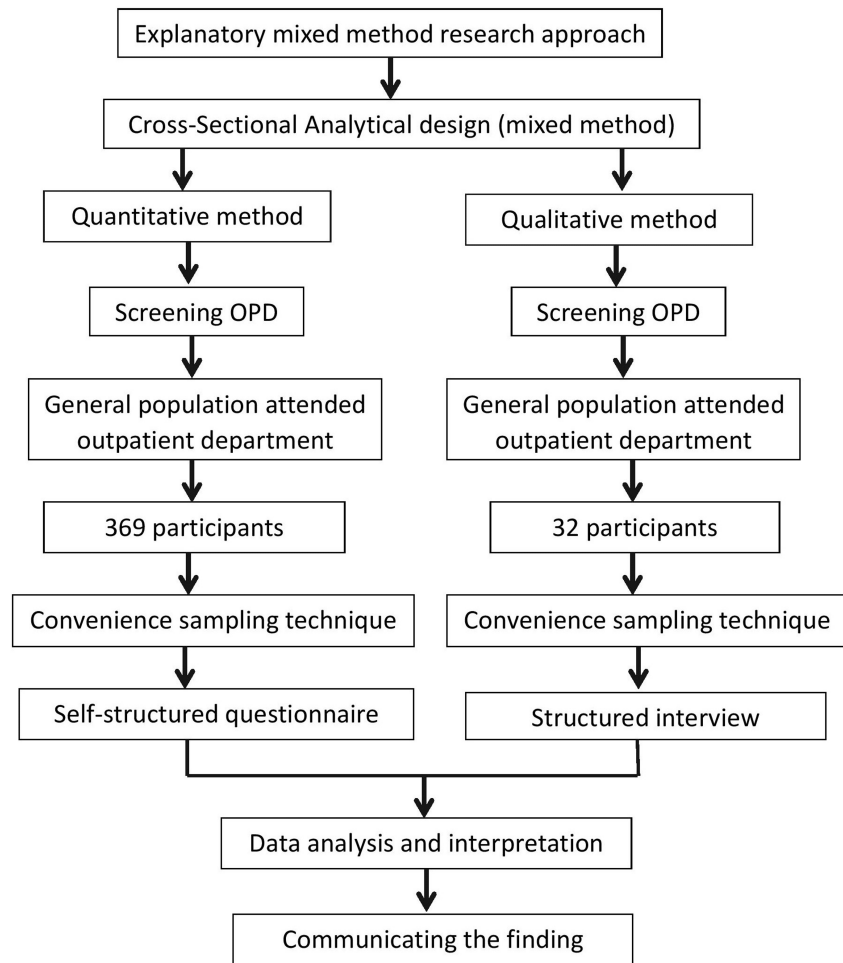 Explanatory mixed method research approach
Cross-Sectional Analytical design (mixed method)
Quantitative method
Screening OPD
General population attended
outpatient department
369 participants
Convenience sampling technique
Self-structured questionnaire
Qualitative method
Screening OPD
General population attended
outpatient department
32 participants
Convenience sampling technique
Structured interview
Data analysis and interpretation
Communicating the finding